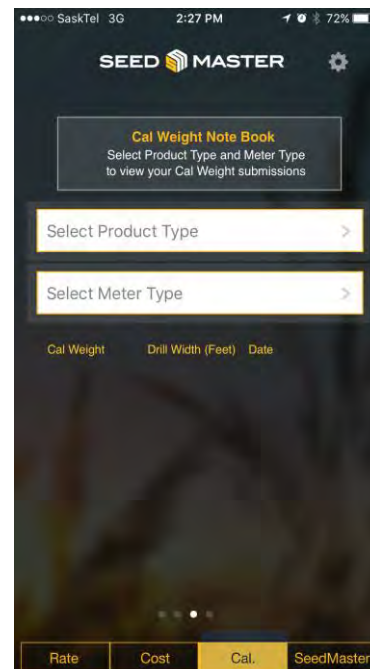 SaskTel 3G 2:27 PM 72%
SEED MASTER
Cal Weight Note Book
Select Product Type and Meter Type
to view your Cal Weight submissions
Select Product Type
Select Meter Type
Cal Weight Drill Width (Feet) Date
Rate Cost Cal. SeedMaster